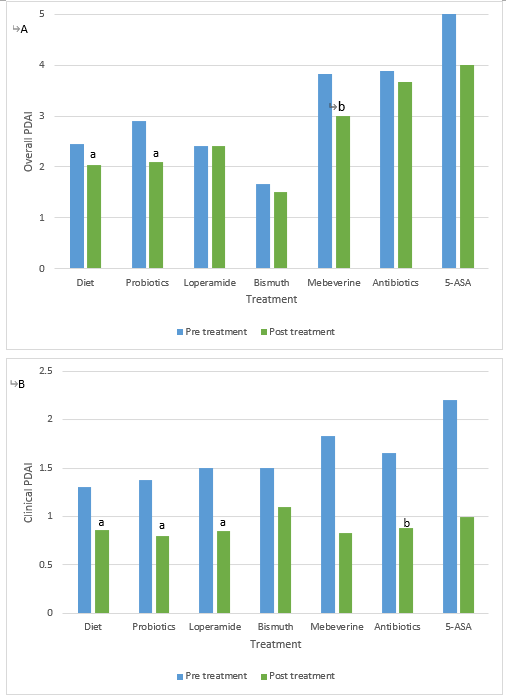 ↵A
5
4
3
2
1
0
Overall PDAI
a
a
↵b
Diet Probiotics Loperamide Bismuth Mebeverine Antibiotics 5-ASA
Treatment
Pre treatment Post treatment
↵B
2.5
2
1.5
1
0.5
0
Clinical PDAI
a
a
a
b
Diet Probiotics Loperamide Bismuth Mebeverine Antibiotics 5-ASA
Treatment
Pre treatment Post treatment